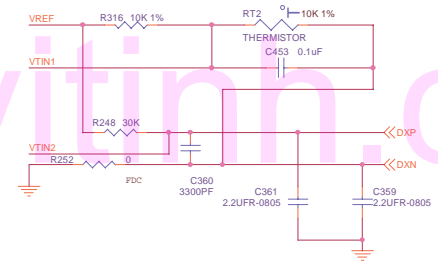 VREF
R316 10K 1%
RT2
10K 1%
THERMISTOR
C453 0.1uF
VTIN1
R248 30K
DXP
VTIN2
R252 0
DXN
FDC
C360
3300PF
C361
2.2UFR-0805
C359
2.2UFR-0805
vitinh.c